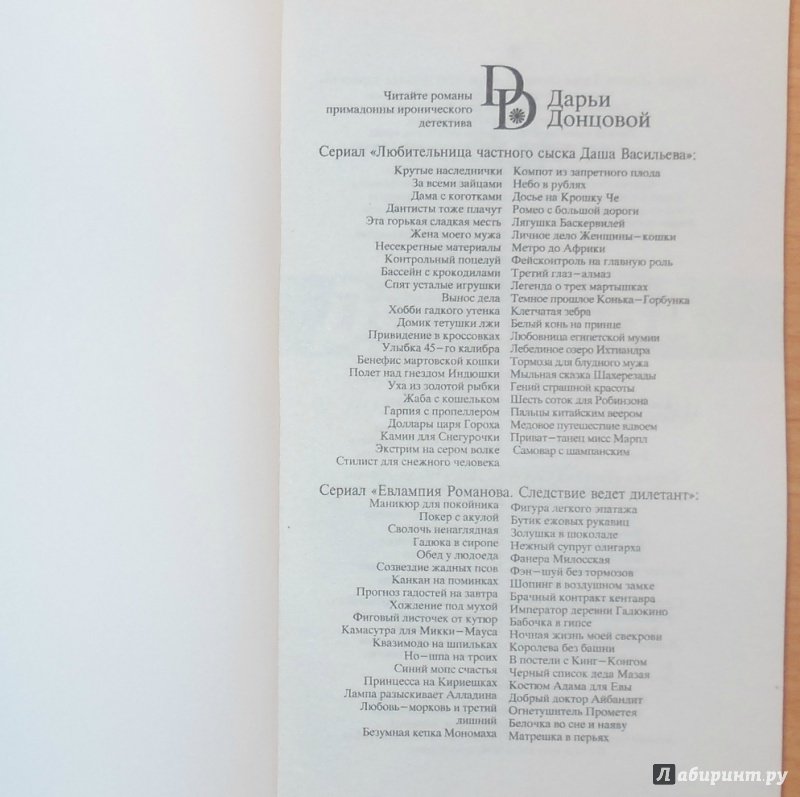 Читайте романы
примадонны иронического
детектива
Дарьи
Донцовой
Сериал «Любительница частного сыска Даша Васильева»:
Крутые наследнички
За всеми зайцами
Дама с коготками
Дантисты тоже плачут
Эта горькая сладкая месть
Жена моего мужа
Несекретные материалы
Контрольный поцелуй
Бассейн с крокодилами
Спят усталые игрушки
Вынос дела
Хобби гадкого утенка
Домик тетушки лжи
Привидение в кроссовках
Улыбка 45-го калибра
Бенефис мартовской кошки
Полет над гнездом Индюшки
Уха из золотой рыбки
Жаба с кошельком
Гарпия с пропеллером
Доллары царя Гороха
Камин для Снегурочки
Экстрим на сером волке
Стилист для снежного человека
Компот из запретного плода
Небо в рублях
Досье на Крошку Че
Ромео с большой дороги
Лягушка Баскервилей
Личное дело Женщины-кошки
Метро до Африки
Фейсконтроль на главную роль
Третий глаз-алмаз
Легенда о трех мартышках
Темное прошлое Конька-Горбунка
Клетчатая зебра
Белый конь на принце
Любовница египетской мумии
Лебединое озеро Ихтиандра
Тормоза для блудного мужа
Мыльная сказка Шахерезады
Гений страшной красоты
Шесть соток для Робинзона
Пальцы китайским веером
Медовое путешествие вдвоем
Приват-танец мисс Марпл
Самовар с шампанским
Сериал «Евлампия Романова. Следствие ведет дилетант»:
Маникюр для покойника
Покер с акулой
Сволочь ненаглядная
Гадюка в сиропе
Обед у людоеда
Созвездие жадных псов
Канкан на поминках
Прогноз гадостей на завтра
Хождение под мухой
Фиговый листочек от кутюр
Камасутра для Микки-Мауса
Квазимодо на шпильках
Но-шпа на троих
Синий мопс счастья
Принцесса на Кириешках
Лампа разыскивает Алладина
Любовь-морковь и третий
лишний
Безумная кепка Мономаха
Фигура легкого эпатажа
Бутик ежовых рукавиц
Золушка в шоколаде
Нежный супруг олигарха
Фанера Милосская
Фэн-шуй без тормозов
Шопинг в воздушном замке
Брачный контракт кентавра
Император деревни Гадюкино
Бабочка в гипсе
Ночная жизнь моей свекрови
Королева без башни
В постели с Кинг-Конгом
Черный список деда Мазая
Костюм Адама для Евы
Добрый доктор Айбандит
Огнетушитель Прометея
Белочка во сне и наяву
Матрешка в перьях
Лабиринт.ру